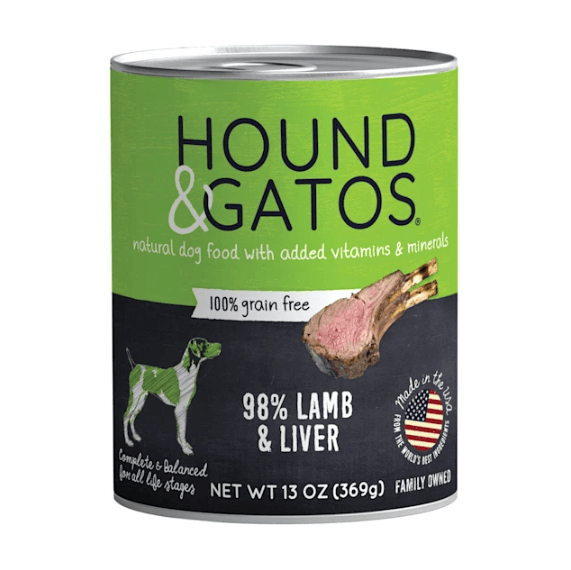 HOUND
&GATOS®
natural dog food with added vitamins & minerals
100% grain free
98% LAMB
& LIVER
Made in the USA
FROM THE WORLD'S BEST INGREDIENTS
Complete & Balanced
for all life stages
NET WT 13 OZ (369g)
FAMILY OWNED